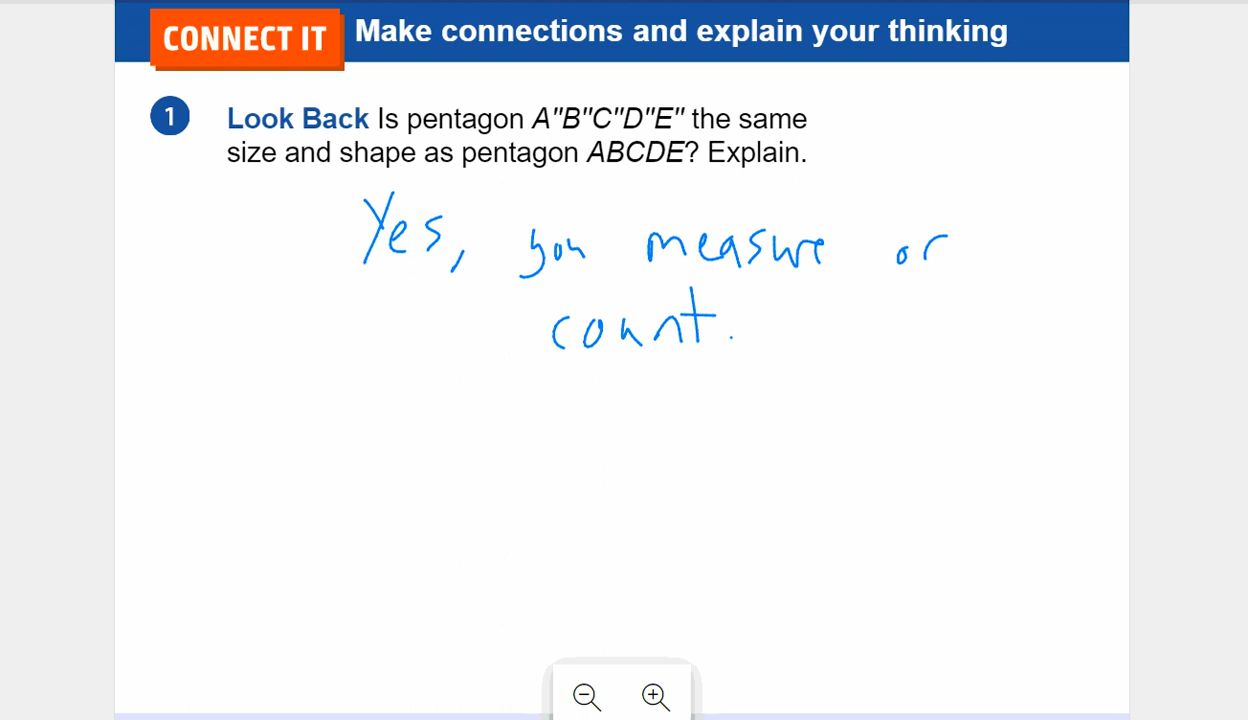 CONNECT IT Make connections and explain your thinking
1 Look Back Is pentagon A"B"C"D"E" the same
size and shape as pentagon ABCDE? Explain.
Yes, you measure or
count.